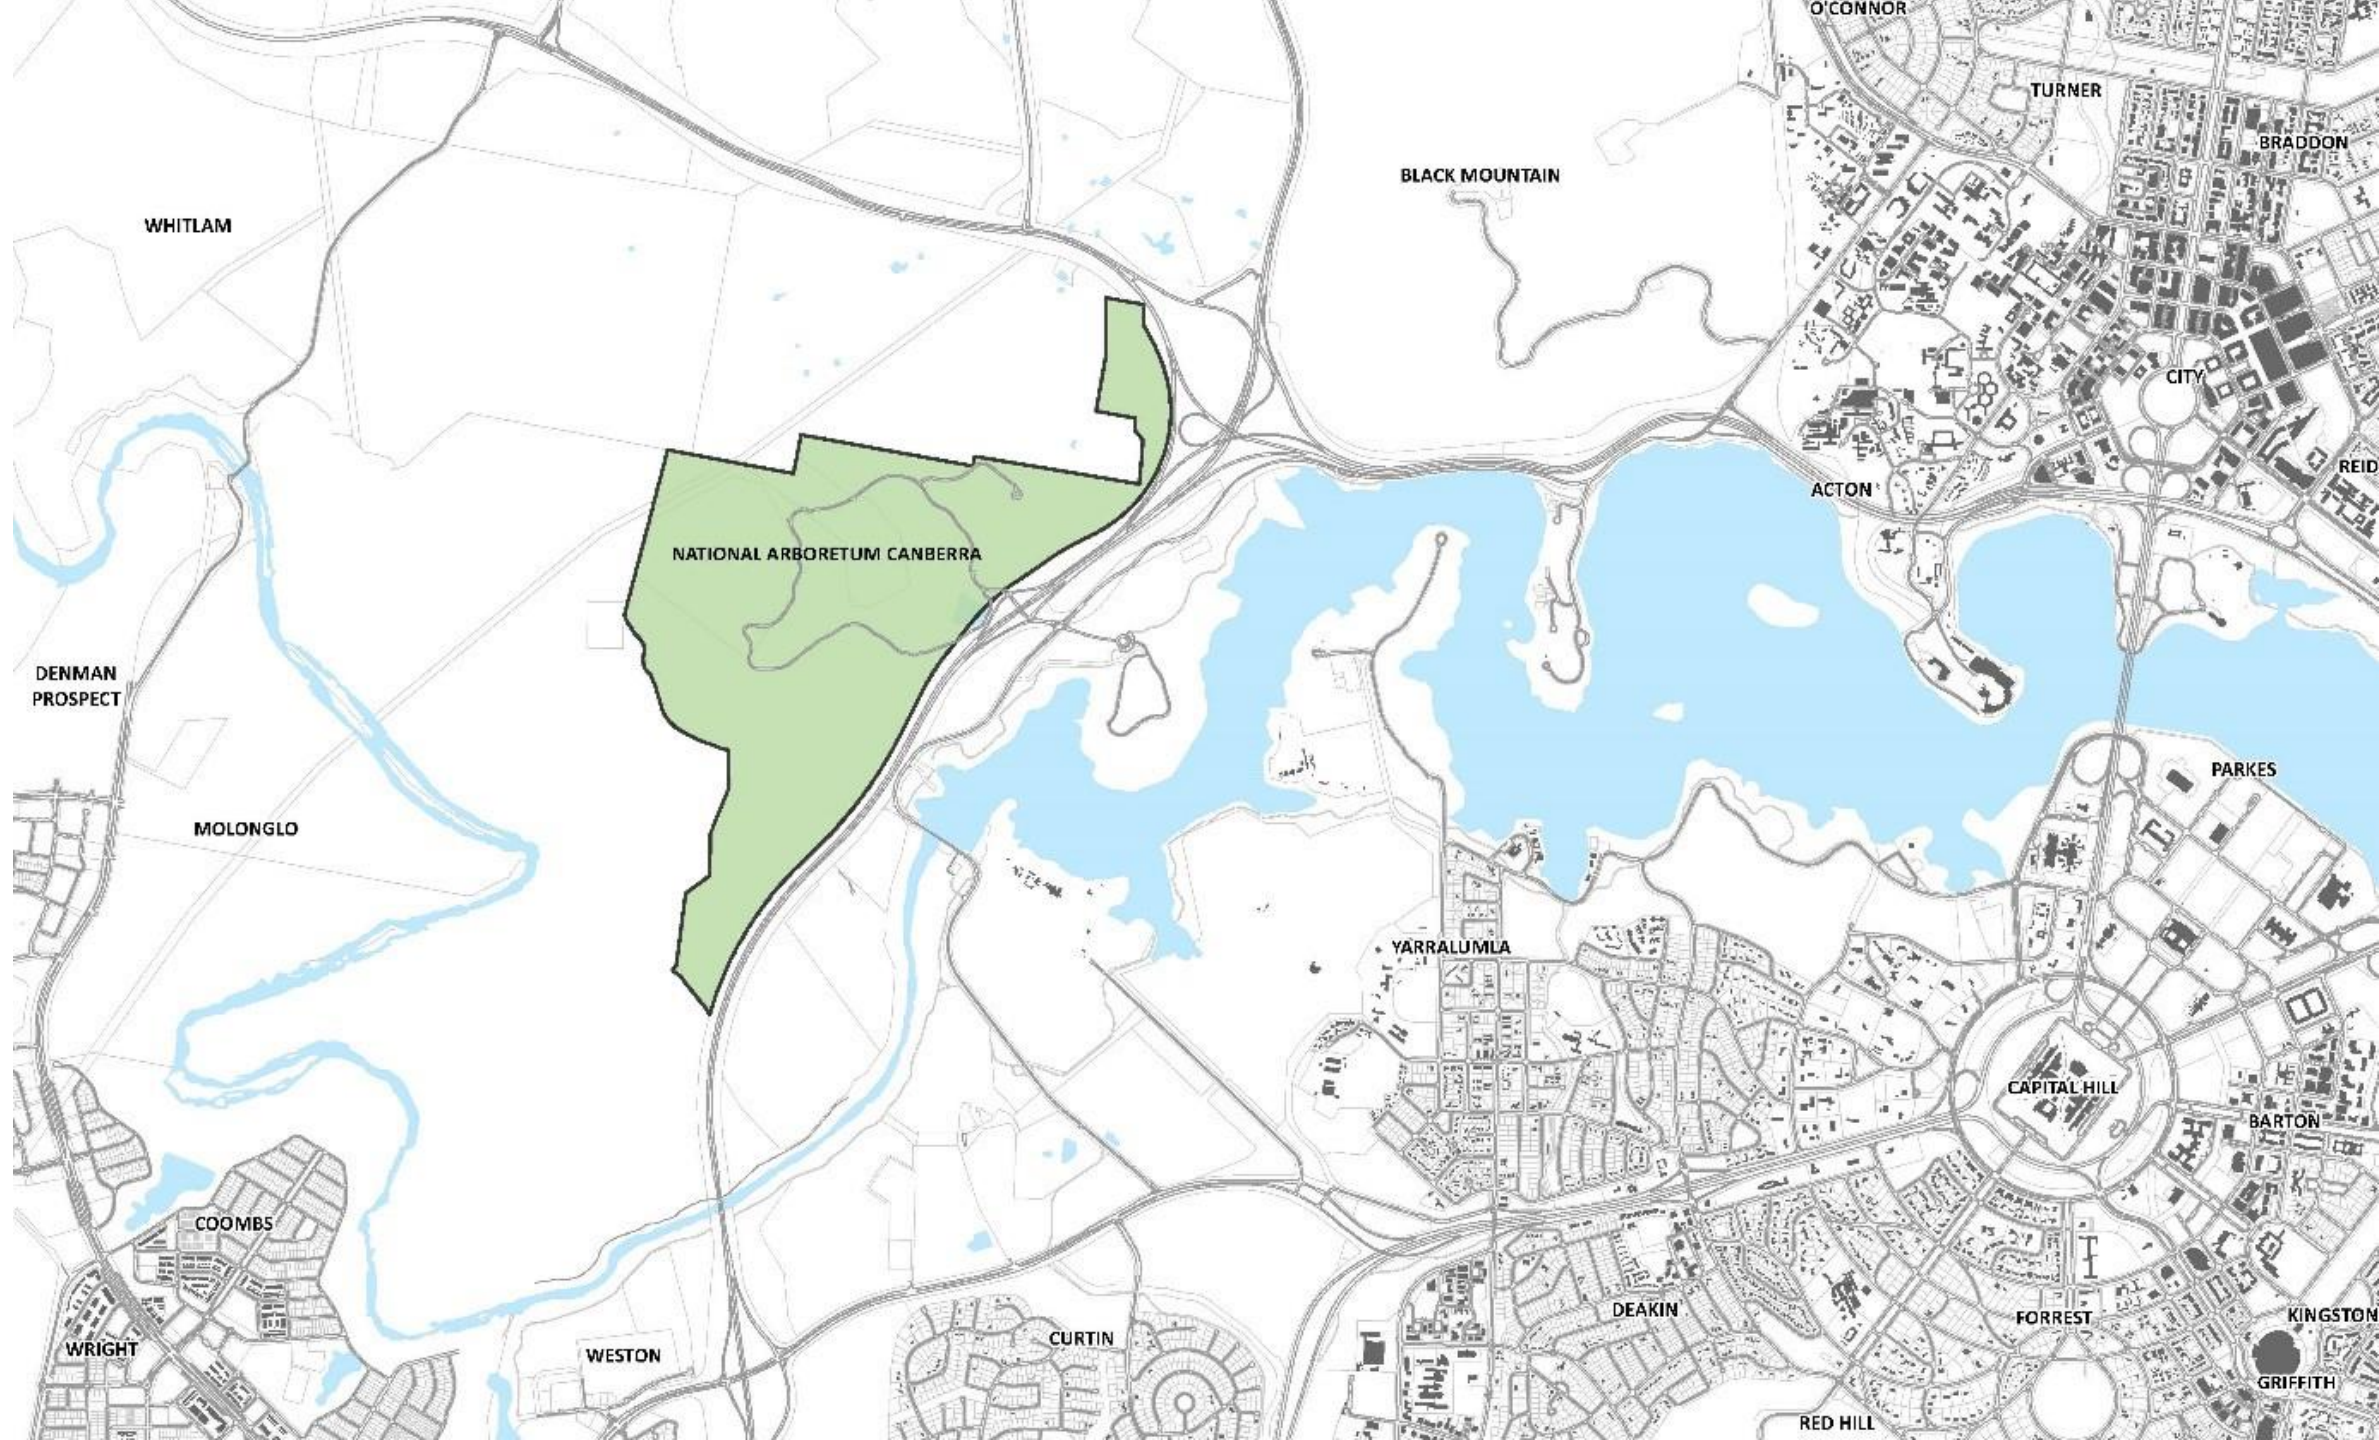 O'CONNOR
TURNER
BRADDON
BLACK MOUNTAIN
WHITLAM
CITY
REID
ACTON
NATIONAL ARBORETUM CANBERRA
DENMAN
PROSPECT
PARKES
MOLONGLO
YARRALUMLA
CAPITAL HILL
BARTON
COOMBS
DEAKIN
FORREST
KINGSTON
CURTIN
WRIGHT
WESTON
GRIFFITH
RED HILL